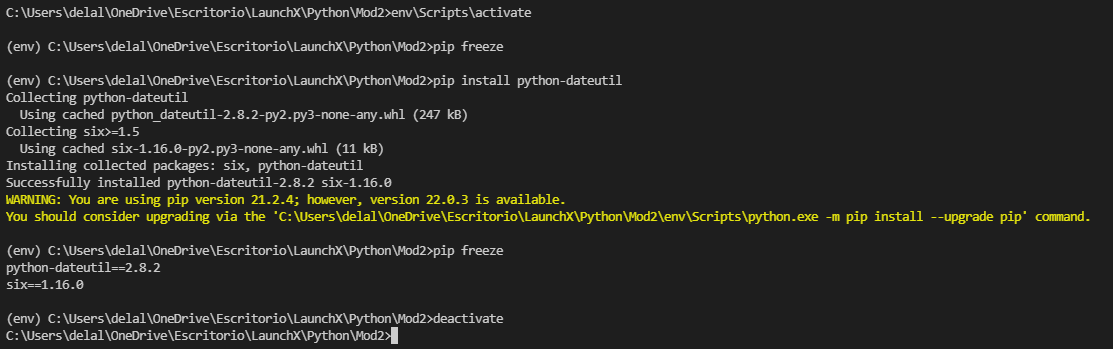 C:\Users\delal\OneDrive\Escritorio\LaunchX\Python\Mod2>env\Scripts\activate
(env) C:\Users\delal\OneDrive\Escritorio\LaunchX\Python\Mod2>pip freeze
(env) C:\Users\delal\OneDrive\Escritorio\LaunchX\Python\Mod2>pip install python-dateutil
Collecting python-dateutil
  Using cached python_dateutil-2.8.2-py2.py3-none-any.whl (247 kB)
Collecting six>=1.5
  Using cached six-1.16.0-py2.py3-none-any.whl (11 kB)
Installing collected packages: six, python-dateutil
Successfully installed python-dateutil-2.8.2 six-1.16.0
WARNING: You are using pip version 21.2.4; however, version 22.0.3 is available.
You should consider upgrading via the 'C:\Users\delal\OneDrive\Escritorio\LaunchX\Python\Mod2\env\Scripts\python.exe -m pip install --upgrade pip' command.
(env) C:\Users\delal\OneDrive\Escritorio\LaunchX\Python\Mod2>pip freeze
python-dateutil==2.8.2
six==1.16.0
(env) C:\Users\delal\OneDrive\Escritorio\LaunchX\Python\Mod2>deactivate
C:\Users\delal\OneDrive\Escritorio\LaunchX\Python\Mod2>